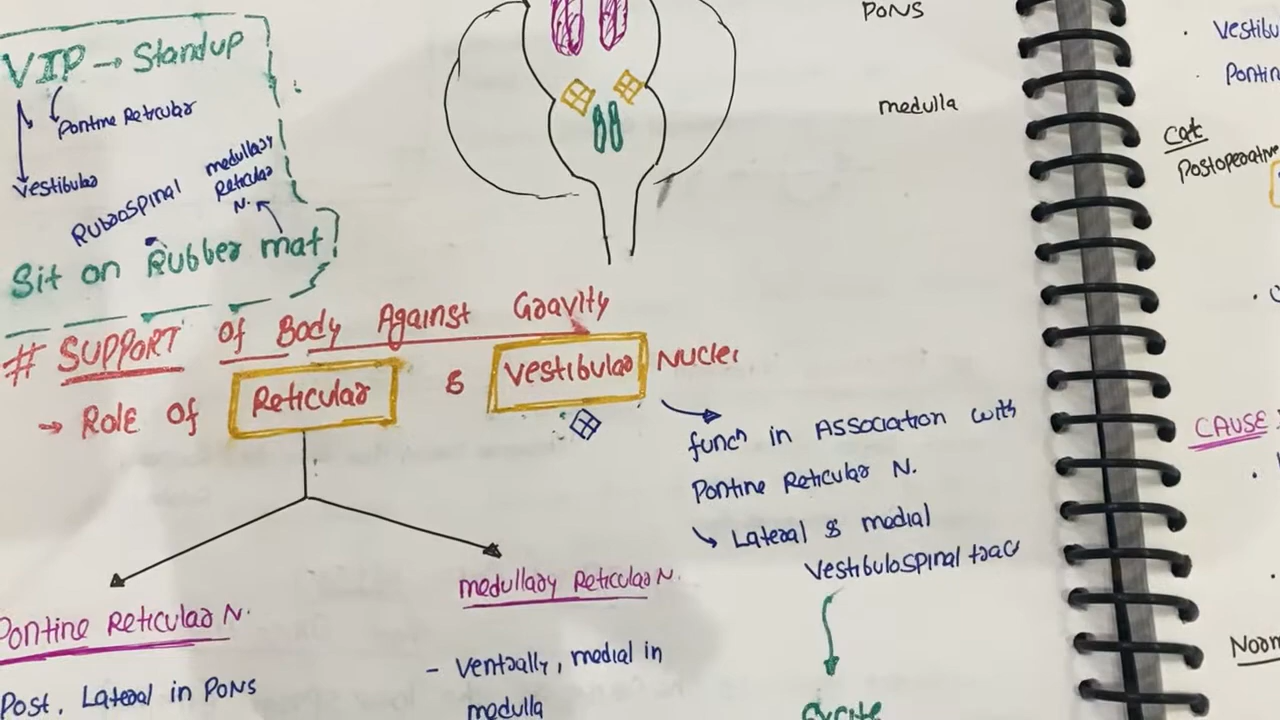 VIP → Standup
Pontine Reticular
Vestibular
Rubrospinal
medullary
Reticular
N.
Sit on Rubber mat!
PONS
medulla
# SUPPORT of Body Against Gravity
→ Role of Reticular & Vestibular Nuclei
funcⁿ in Association with
Pontine Reticular N.
↳ Lateral & medial
Vestibulospinal trac
Pontine Reticular N.
Post. Lateral in PONS
medullary Reticular N.
- Ventrally, medial in
medulla
Excite
Vestibu
Pontin
Cat
Postoperative
CAUSE